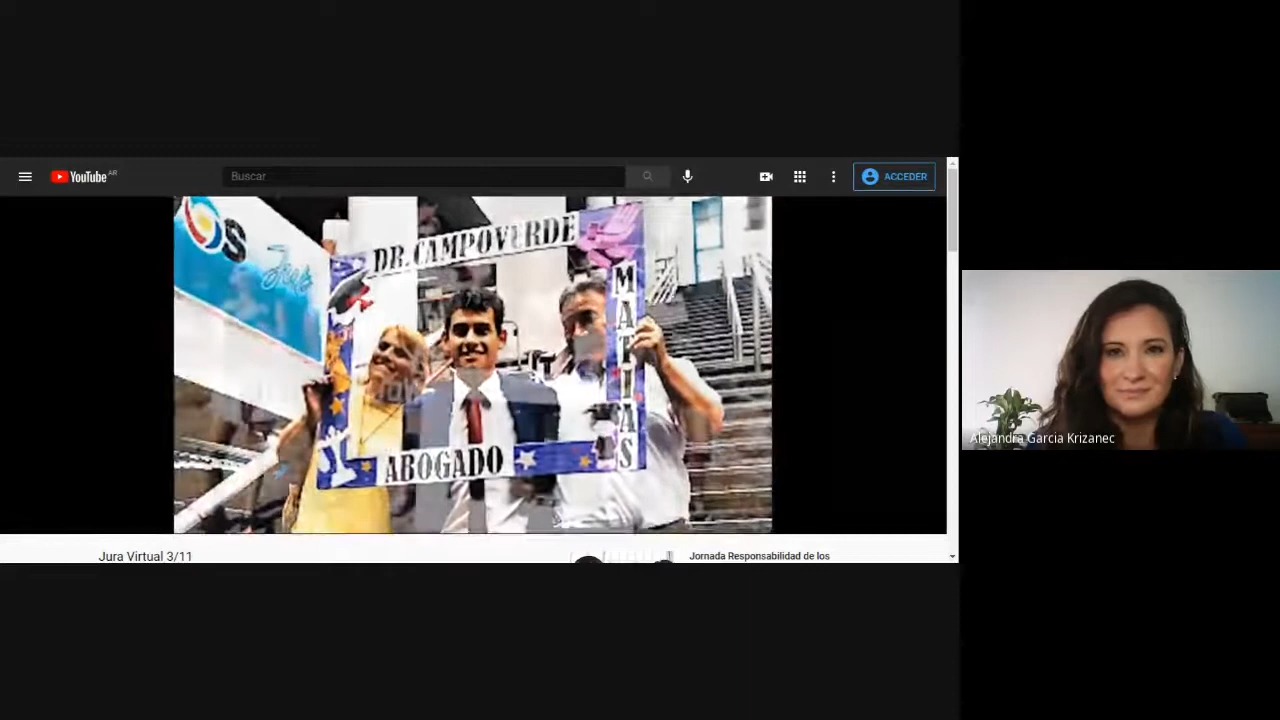 YouTube AR
Buscar
ACCEDER
OS
DR. CAMPOVERDE
MATIAS
ABOGADO
Alejandra Garcia Krizanec
Jura Virtual 3/11
Jornada Responsabilidad de los